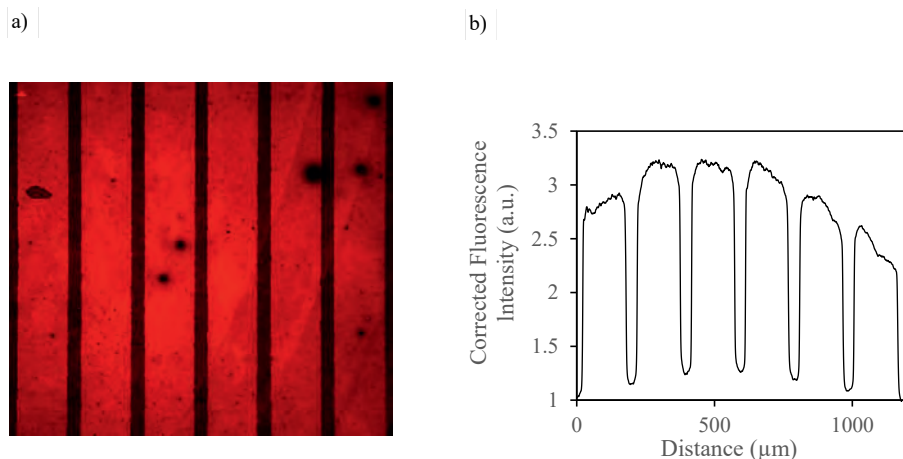 a)
b)
3.5
3
2.5
2
1.5
1
0
500
1000
Corrected Fluorescence
Intensity (a.u.)
Distance (µm)